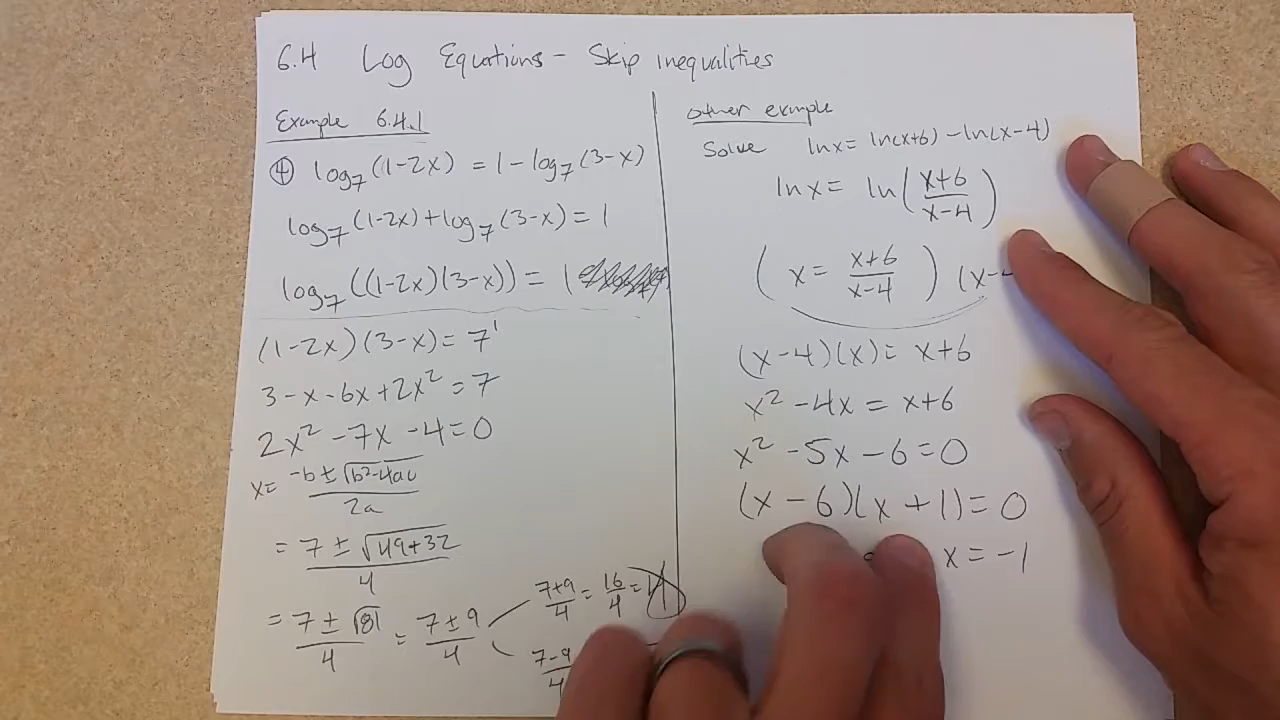 6.4 Log Equations - Skip inequalities
Example 6.4.1
④ log₇(1-2x) = 1 - log₇(3-x)
log₇(1-2x) + log₇(3-x) = 1
log₇((1-2x)(3-x)) = 1
(1-2x)(3-x) = 7¹
3 - x - 6x + 2x² = 7
2x² - 7x - 4 = 0
x = (-b ± √(b²-4ac))/2a
= (7 ± √(49+32))/4
= (7 ± √81)/4 = (7 ± 9)/4
(7+9)/4 = 16/4 = 4
(7-9)/4
other example
Solve ln x = ln(x+6) - ln(x-4)
ln x = ln((x+6)/(x-4))
(x = (x+6)/(x-4)) (x-4
(x-4)(x) = x+6
x² - 4x = x+6
x² - 5x - 6 = 0
(x - 6)(x + 1) = 0
x = -1